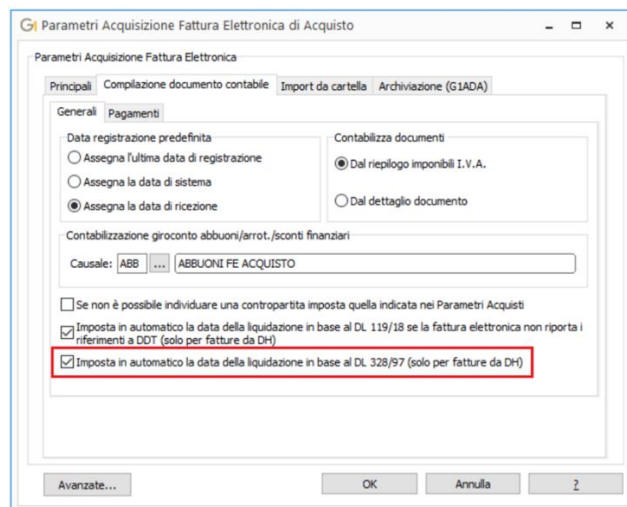 G1 Parametri Acquisizione Fattura Elettronica di Acquisto
Parametri Acquisizione Fattura Elettronica
Principali Compilazione documento contabile Import da cartella Archiviazione (G1ADA)
Generali Pagamenti
Data registrazione predefinita
Assegna l'ultima data di registrazione
Assegna la data di sistema
Assegna la data di ricezione
Contabilizza documenti
Dal riepilogo imponibili I.V.A.
Dal dettaglio documento
Contabilizzazione giroconto abbuoni/arrot./sconti finanziari
Causale: ABB ... ABBUONI FE ACQUISTO
Se non è possibile individuare una contropartita imposta quella indicata nei Parametri Acquisti
Imposta in automatico la data della liquidazione in base al DL 119/18 se la fattura elettronica non riporta i
riferimenti a DDT (solo per fatture da DH)
Imposta in automatico la data della liquidazione in base al DL 328/97 (solo per fatture da DH)
Avanzate... OK Annulla ?